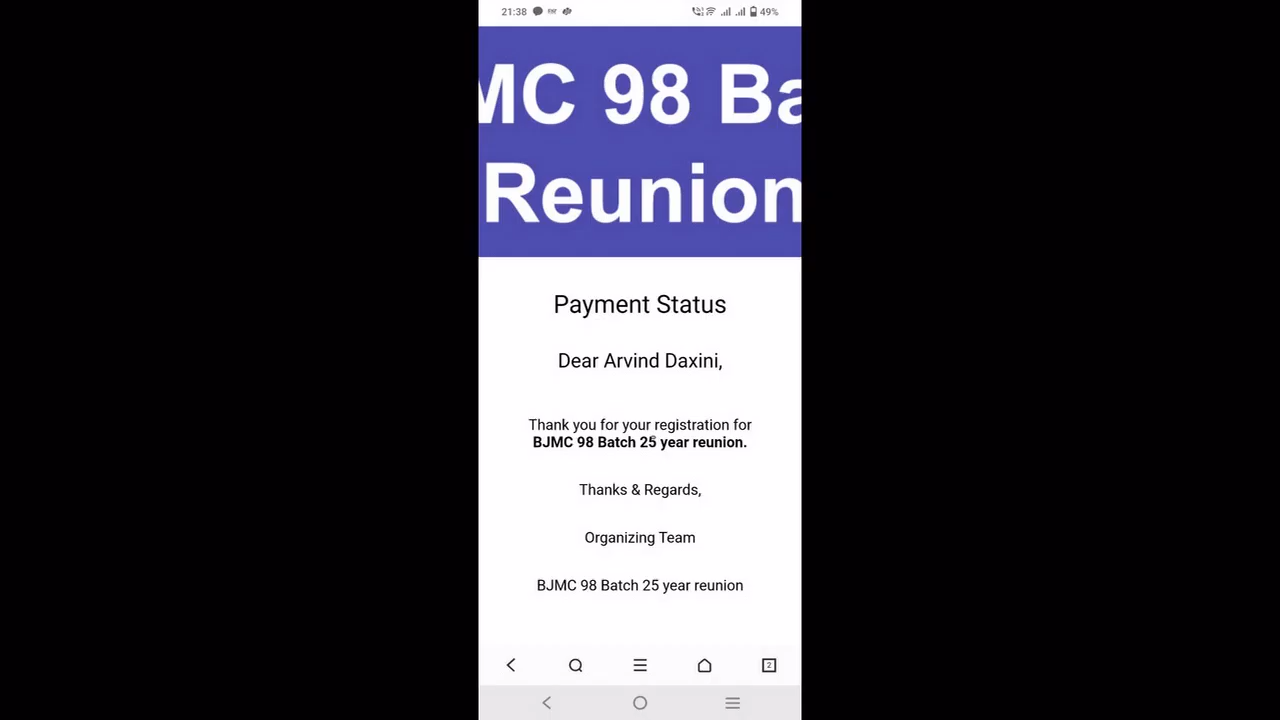 21:38
49%
MC 98 Ba
Reunion
Payment Status
Dear Arvind Daxini,
Thank you for your registration for
BJMC 98 Batch 25 year reunion.
Thanks & Regards,
Organizing Team
BJMC 98 Batch 25 year reunion
2